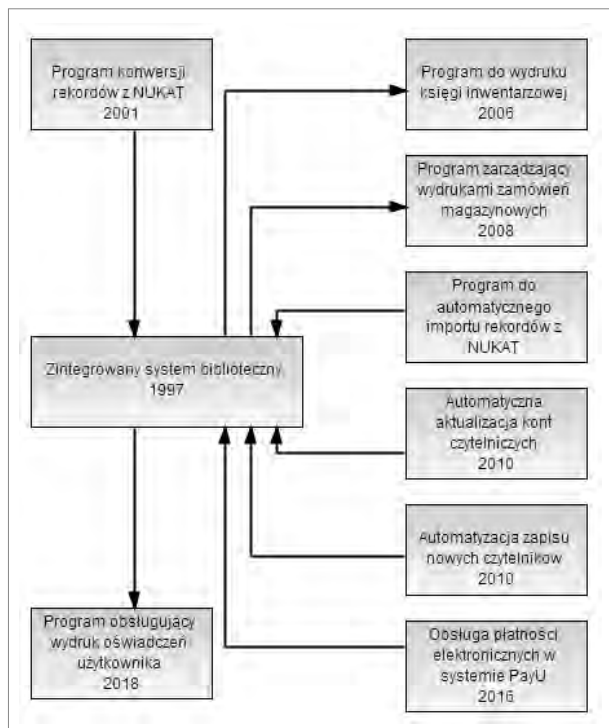 Program konwersji
rekordów z NUKAT
2001
Program do wydruku
księgi inwentarzowej
2006
Program zarządzający
wydrukami zamówień
magazynowych
2008
Program do
automatycznego
importu rekordów z
NUKAT
Zintegrowany system biblioteczny
1997
Automatyczna
aktualizacja kont
czytelniczych
2010
Automatyzacja zapisu
nowych czytelników
2010
Program obsługujący
wydruk oświadczeń
użytkownika
2018
Obsługa płatności
elektronicznych w
systemie PayU
2016